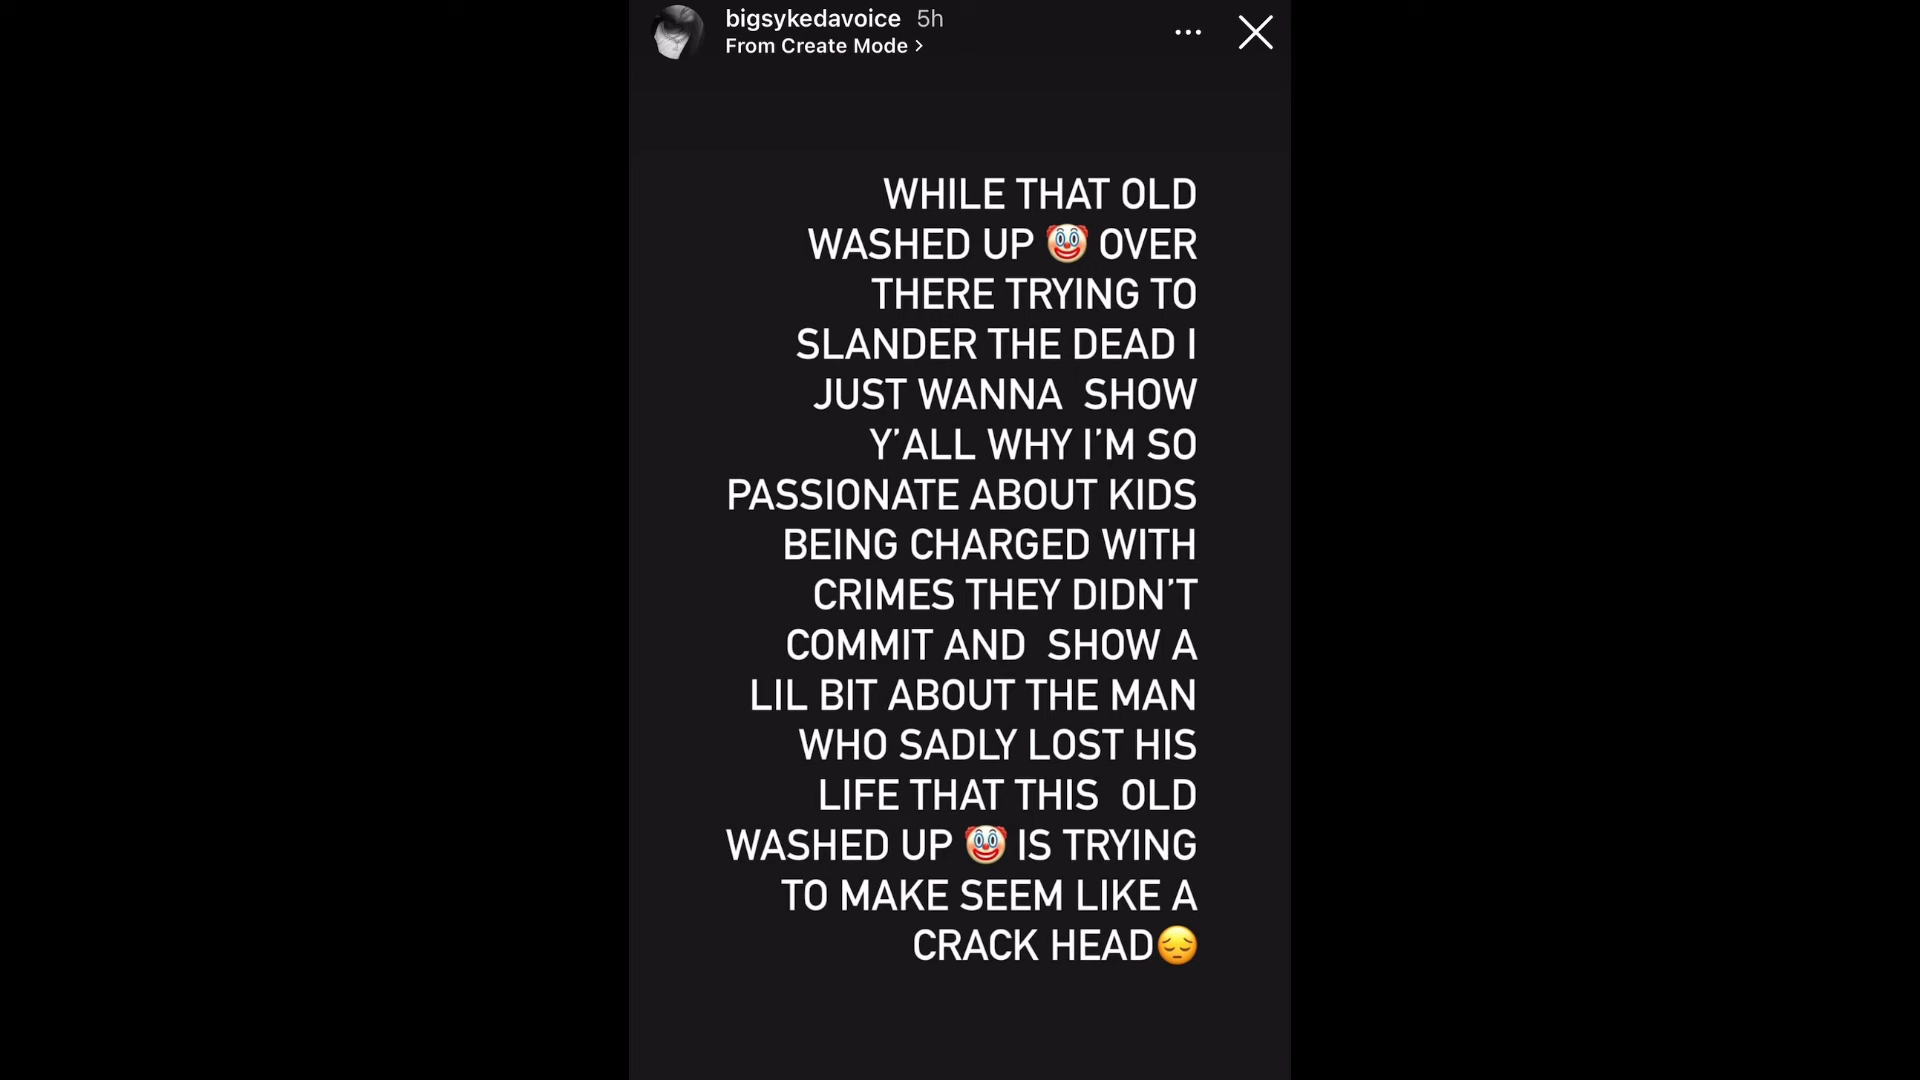 bigsykedavoice 5h
From Create Mode >
WHILE THAT OLD
WASHED UP 🤡 OVER
THERE TRYING TO
SLANDER THE DEAD I
JUST WANNA  SHOW
Y’ALL WHY I’M SO
PASSIONATE ABOUT KIDS
BEING CHARGED WITH
CRIMES THEY DIDN’T
COMMIT AND  SHOW A
LIL BIT ABOUT THE MAN
WHO SADLY LOST HIS
LIFE THAT THIS  OLD
WASHED UP 🤡 IS TRYING
TO MAKE SEEM LIKE A
CRACK HEAD😔